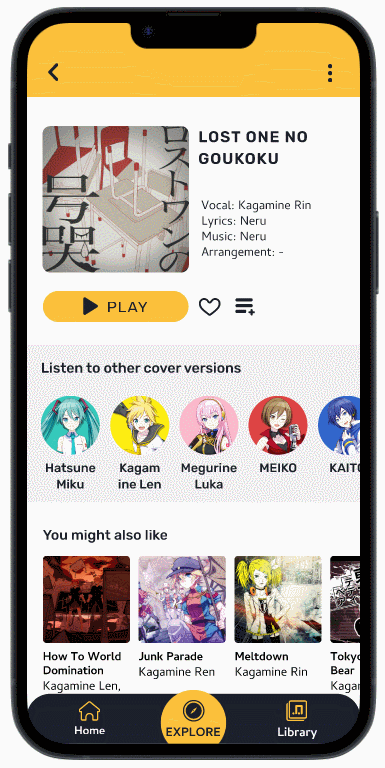 LOST ONE NO
GOUKOKU
ロストワンの
号哭
Vocal: Kagamine Rin
Lyrics: Neru
Music: Neru
Arrangement: -
PLAY
Listen to other cover versions
Hatsune
Miku
Kagam
ine Len
Megurine
Luka
MEIKO
KAITO
You might also like
How To World
Domination
Kagamine Len,
Junk Parade
Kagamine Ren
Meltdown
Kagamine Rin
Tokyo
Bear
Kagan
Home
EXPLORE
Library